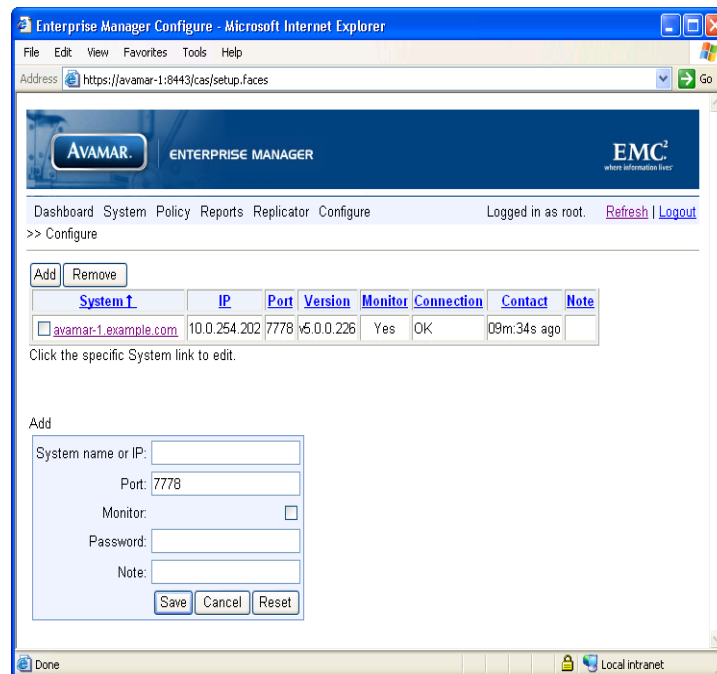 Enterprise Manager Configure - Microsoft Internet Explorer
File Edit View Favorites Tools Help
Address https://avamar-1:8443/cas/setup.faces Go
AVAMAR. ENTERPRISE MANAGER EMC²
where information lives®
Dashboard System Policy Reports Replicator Configure Logged in as root. Refresh | Logout
>> Configure
Add Remove
System↑ IP Port Version Monitor Connection Contact Note
avamar-1.example.com 10.0.254.202 7778 v5.0.0.226 Yes OK 09m:34s ago
Click the specific System link to edit.
Add
System name or IP:
Port: 7778
Monitor:
Password:
Note:
Save Cancel Reset
Done Local intranet